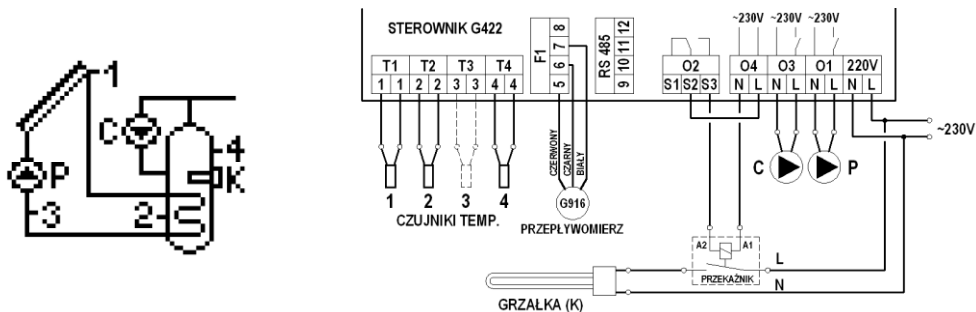 1
C
4
P
K
3
2
STEROWNIK G422
F1
8
7
6
5
RS 485
12
11
10
9
~230V ~230V ~230V
T1 T2 T3 T4
1 1 2 2 3 3 4 4
O2 O4 O3 O1 220V
S1 S2 S3 N L N L N L N L
~230V
CZERWONY
CZARNY
BIAŁY
1 2 3 4
CZUJNIKI TEMP.
G916
PRZEPŁYWOMIERZ
C P
A2 A1
PRZEKAŹNIK
L
N
GRZAŁKA (K)